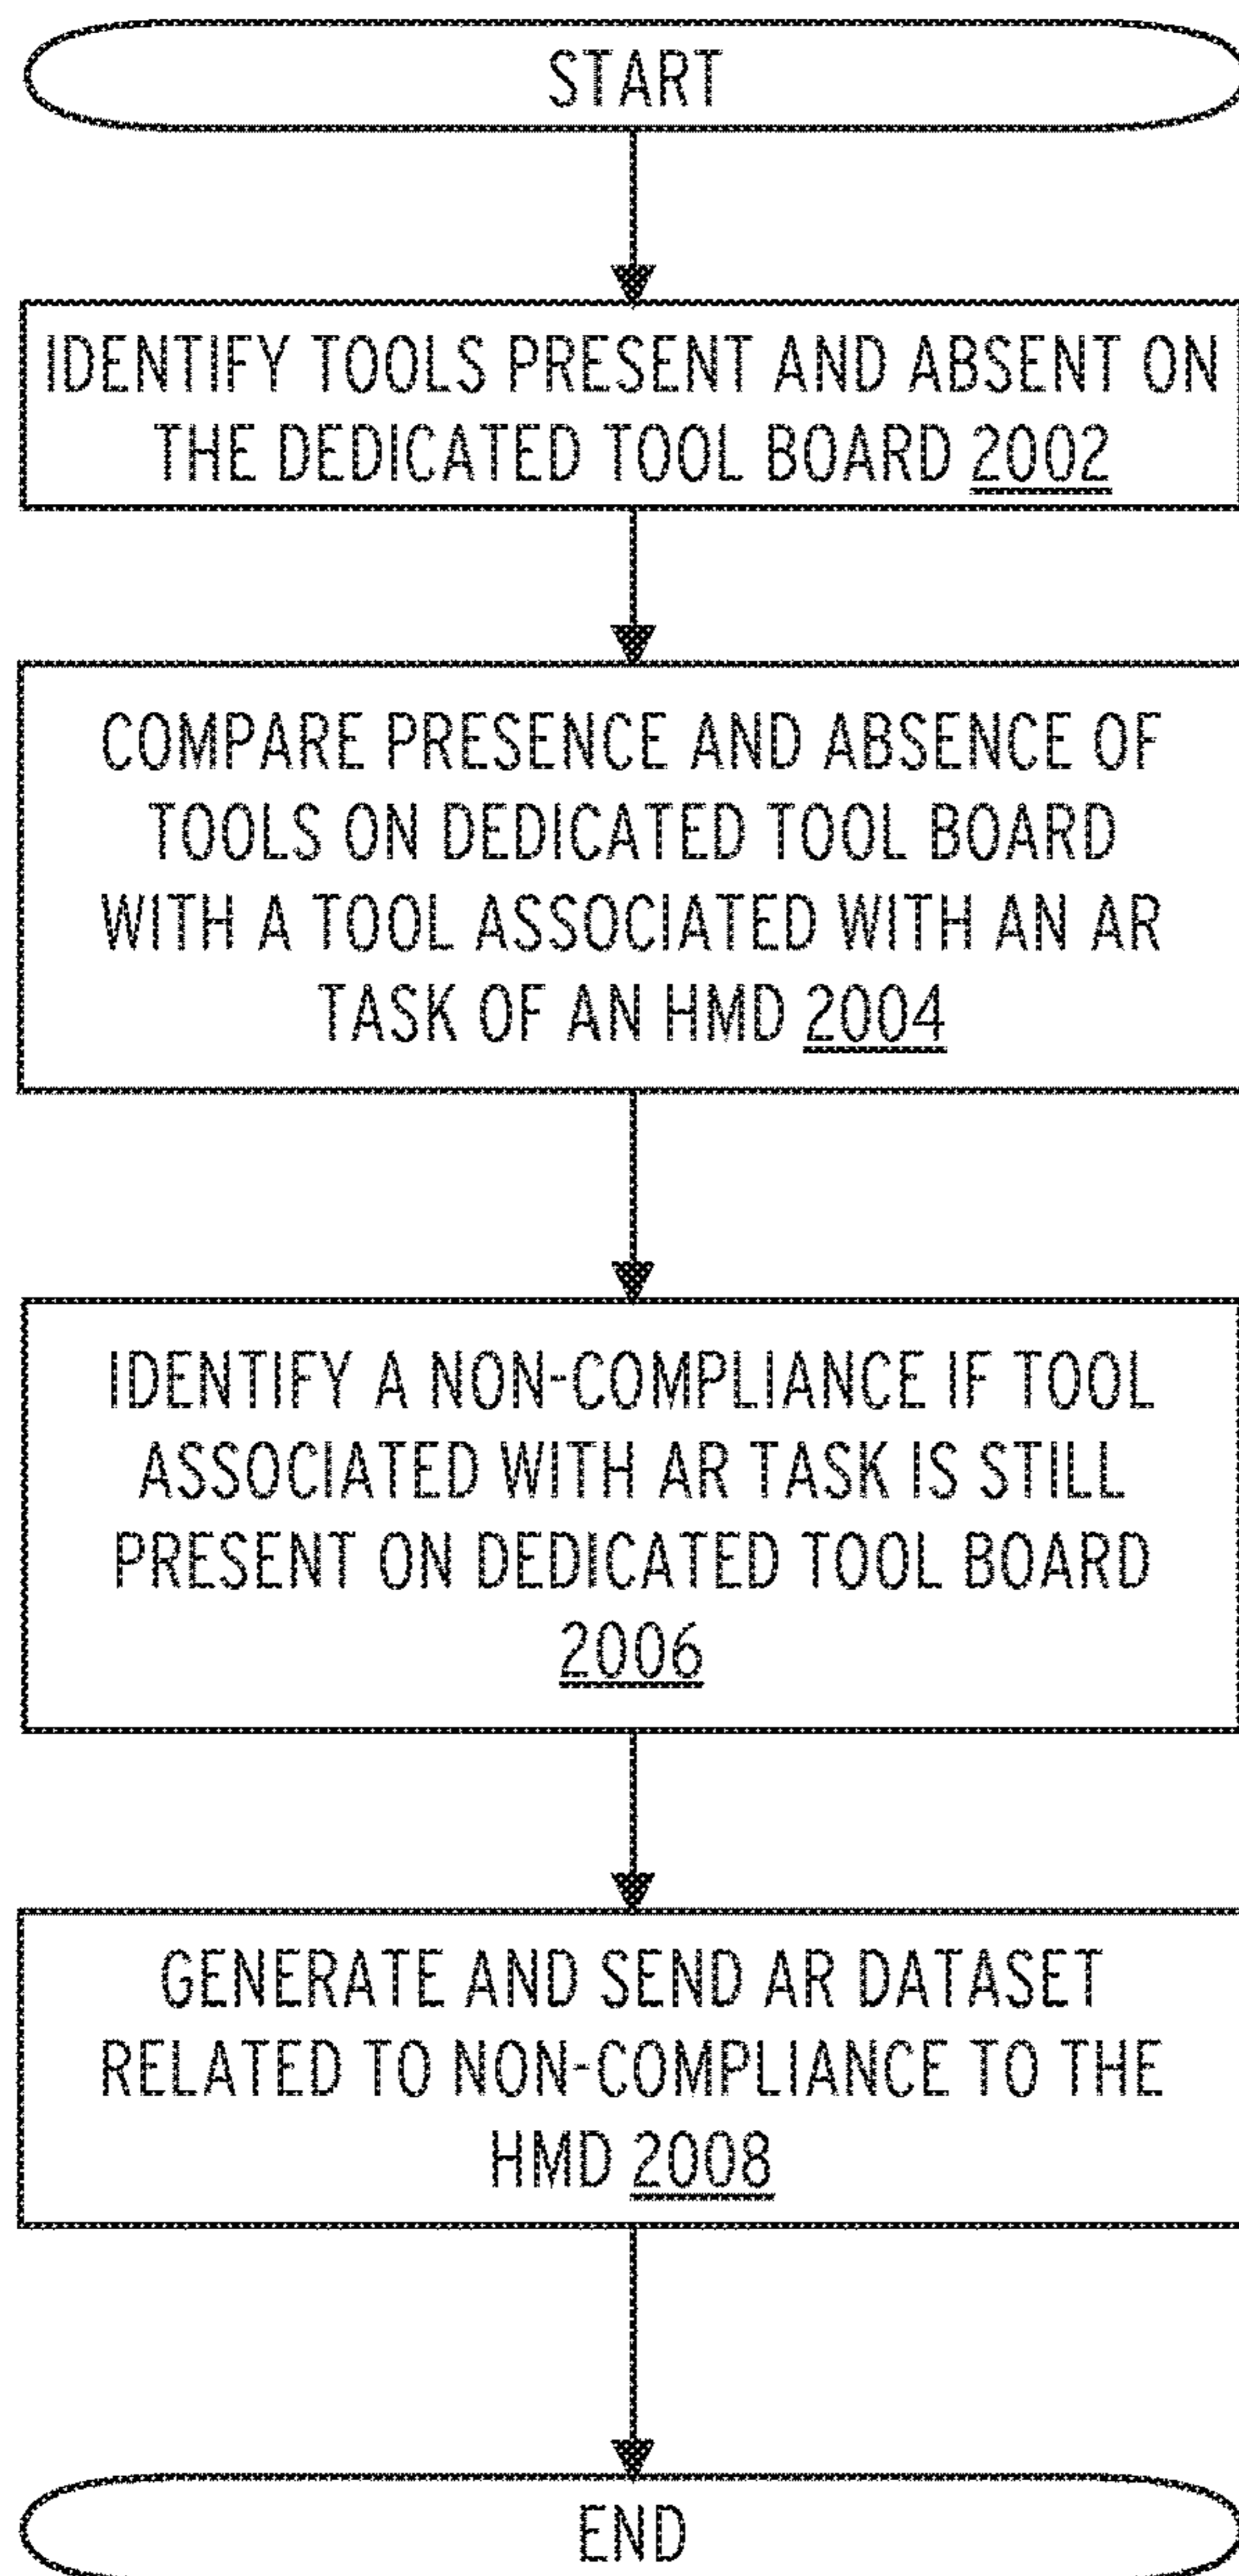 START
IDENTIFY TOOLS PRESENT AND ABSENT ON
THE DEDICATED TOOL BOARD 2002
COMPARE PRESENCE AND ABSENCE OF
TOOLS ON DEDICATED TOOL BOARD
WITH A TOOL ASSOCIATED WITH AN AR
TASK OF AN HMD 2004
IDENTIFY A NON-COMPLIANCE IF TOOL
ASSOCIATED WITH AR TASK IS STILL
PRESENT ON DEDICATED TOOL BOARD
2006
GENERATE AND SEND AR DATASET
RELATED TO NON-COMPLIANCE TO THE
HMD 2008
END